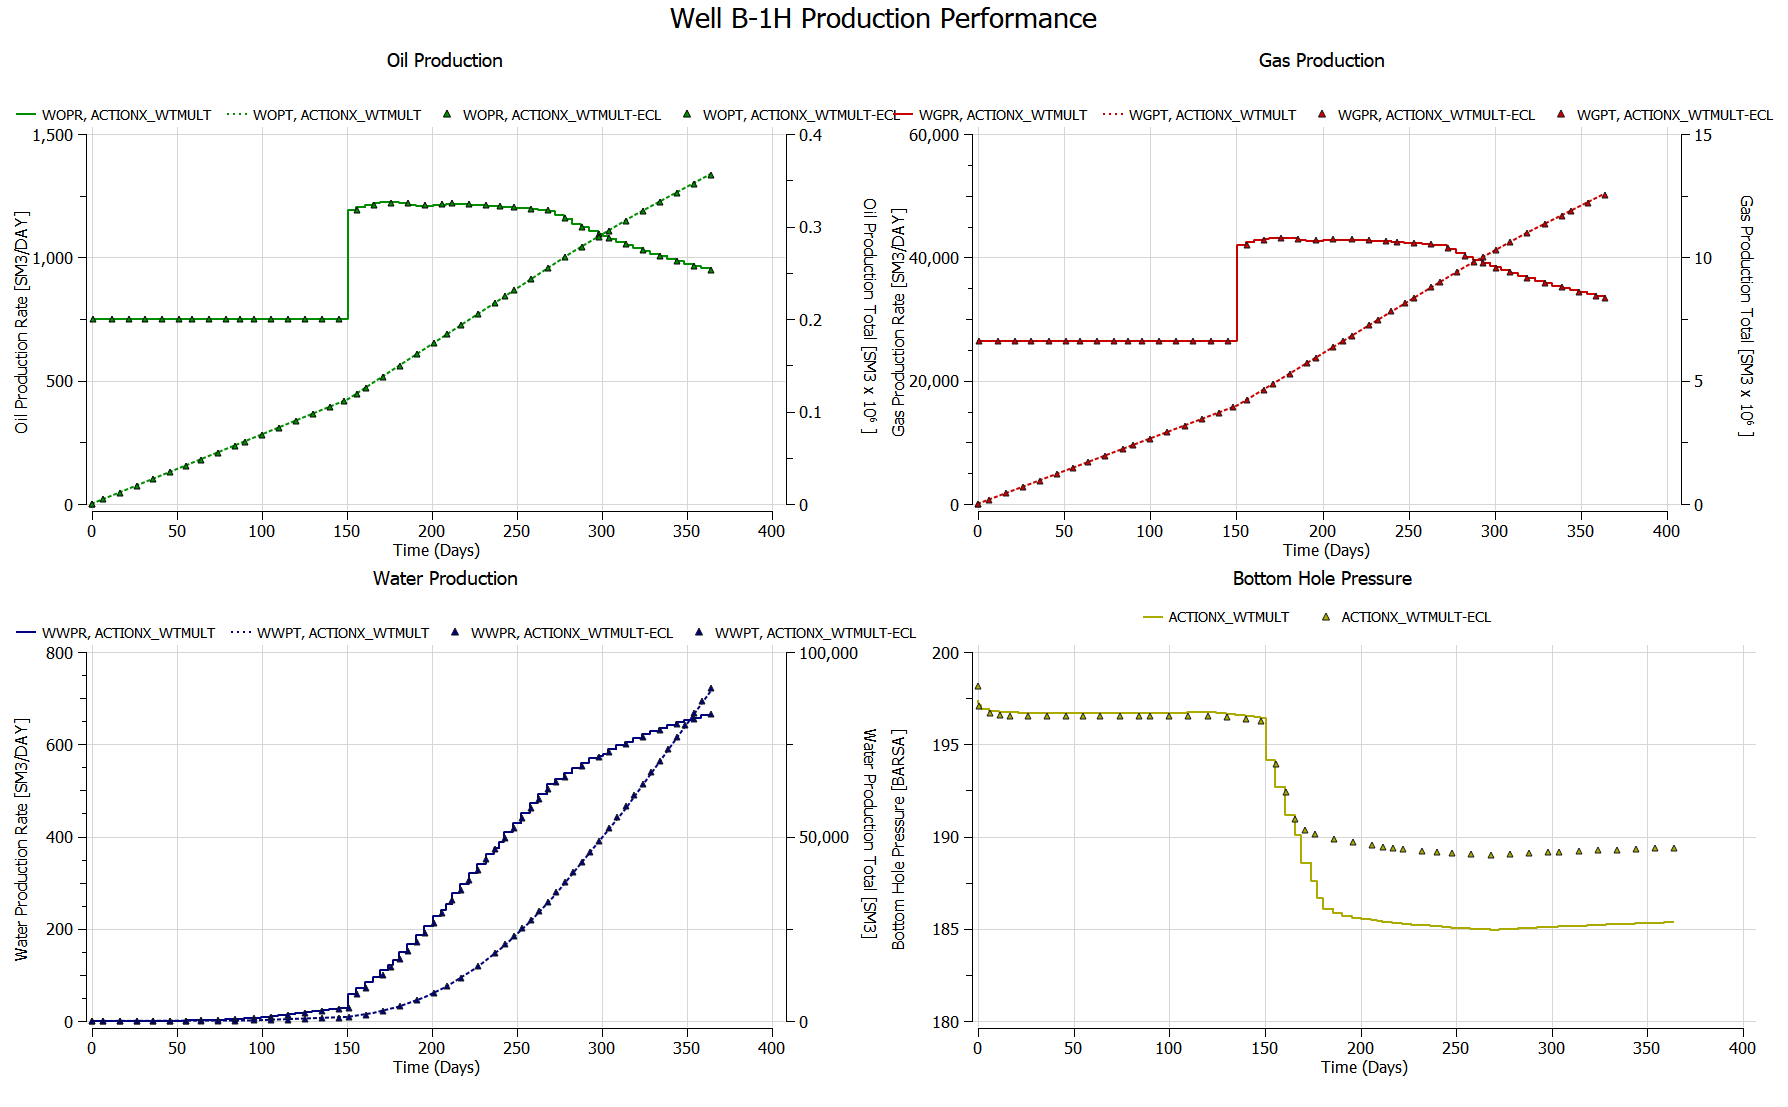 Well B-1H Production Performance
Oil Production
WOPR, ACTIONX_WTMULT WOPT, ACTIONX_WTMULT WOPR, ACTIONX_WTMULT-ECL WOPT, ACTIONX_WTMULT-ECL
1,500
1,000
500
0
Oil Production Rate [SM3/DAY]
0.4
0.3
0.2
0.1
0
Oil Production Total [SM3 x 10⁶ ]
0 50 100 150 200 250 300 350 400
Time (Days)
Gas Production
WGPR, ACTIONX_WTMULT WGPT, ACTIONX_WTMULT WGPR, ACTIONX_WTMULT-ECL WGPT, ACTIONX_WTMULT-ECL
60,000
40,000
20,000
0
Gas Production Rate [SM3/DAY]
15
10
5
0
Gas Production Total [SM3 x 10⁶ ]
0 50 100 150 200 250 300 350 400
Time (Days)
Water Production
WWPR, ACTIONX_WTMULT WWPT, ACTIONX_WTMULT WWPR, ACTIONX_WTMULT-ECL WWPT, ACTIONX_WTMULT-ECL
800
600
400
200
0
Water Production Rate [SM3/DAY]
100,000
50,000
0
Water Production Total [SM3]
0 50 100 150 200 250 300 350 400
Time (Days)
Bottom Hole Pressure
ACTIONX_WTMULT ACTIONX_WTMULT-ECL
200
195
190
185
180
Bottom Hole Pressure [BARSA]
0 50 100 150 200 250 300 350 400
Time (Days)